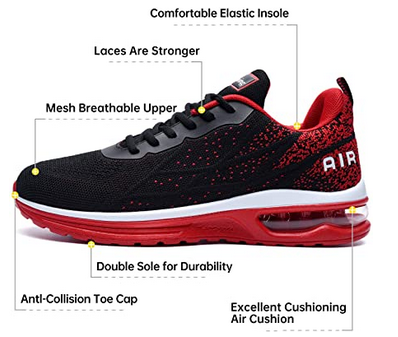 Comfortable Elastic Insole
Laces Are Stronger
Mesh Breathable Upper
AIR
Double Sole for Durability
Anti-Collision Toe Cap
Excellent Cushioning
Air Cushion